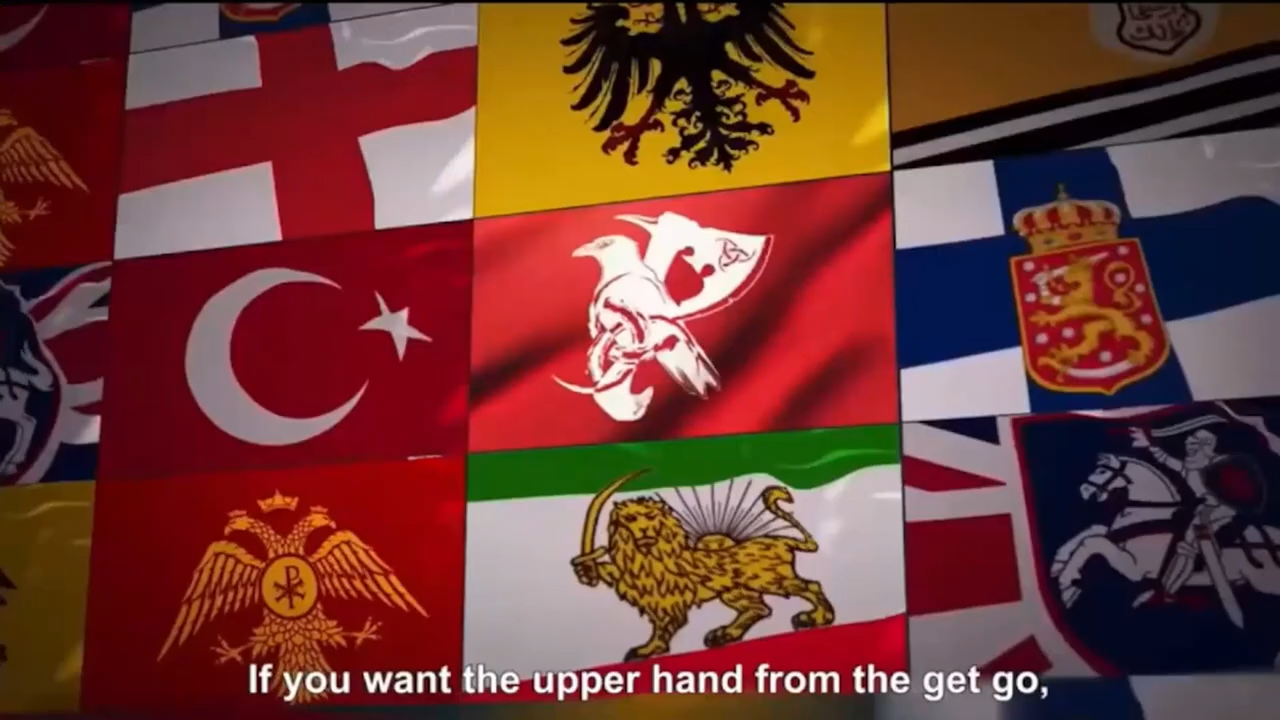 If you want the upper hand from the get go,